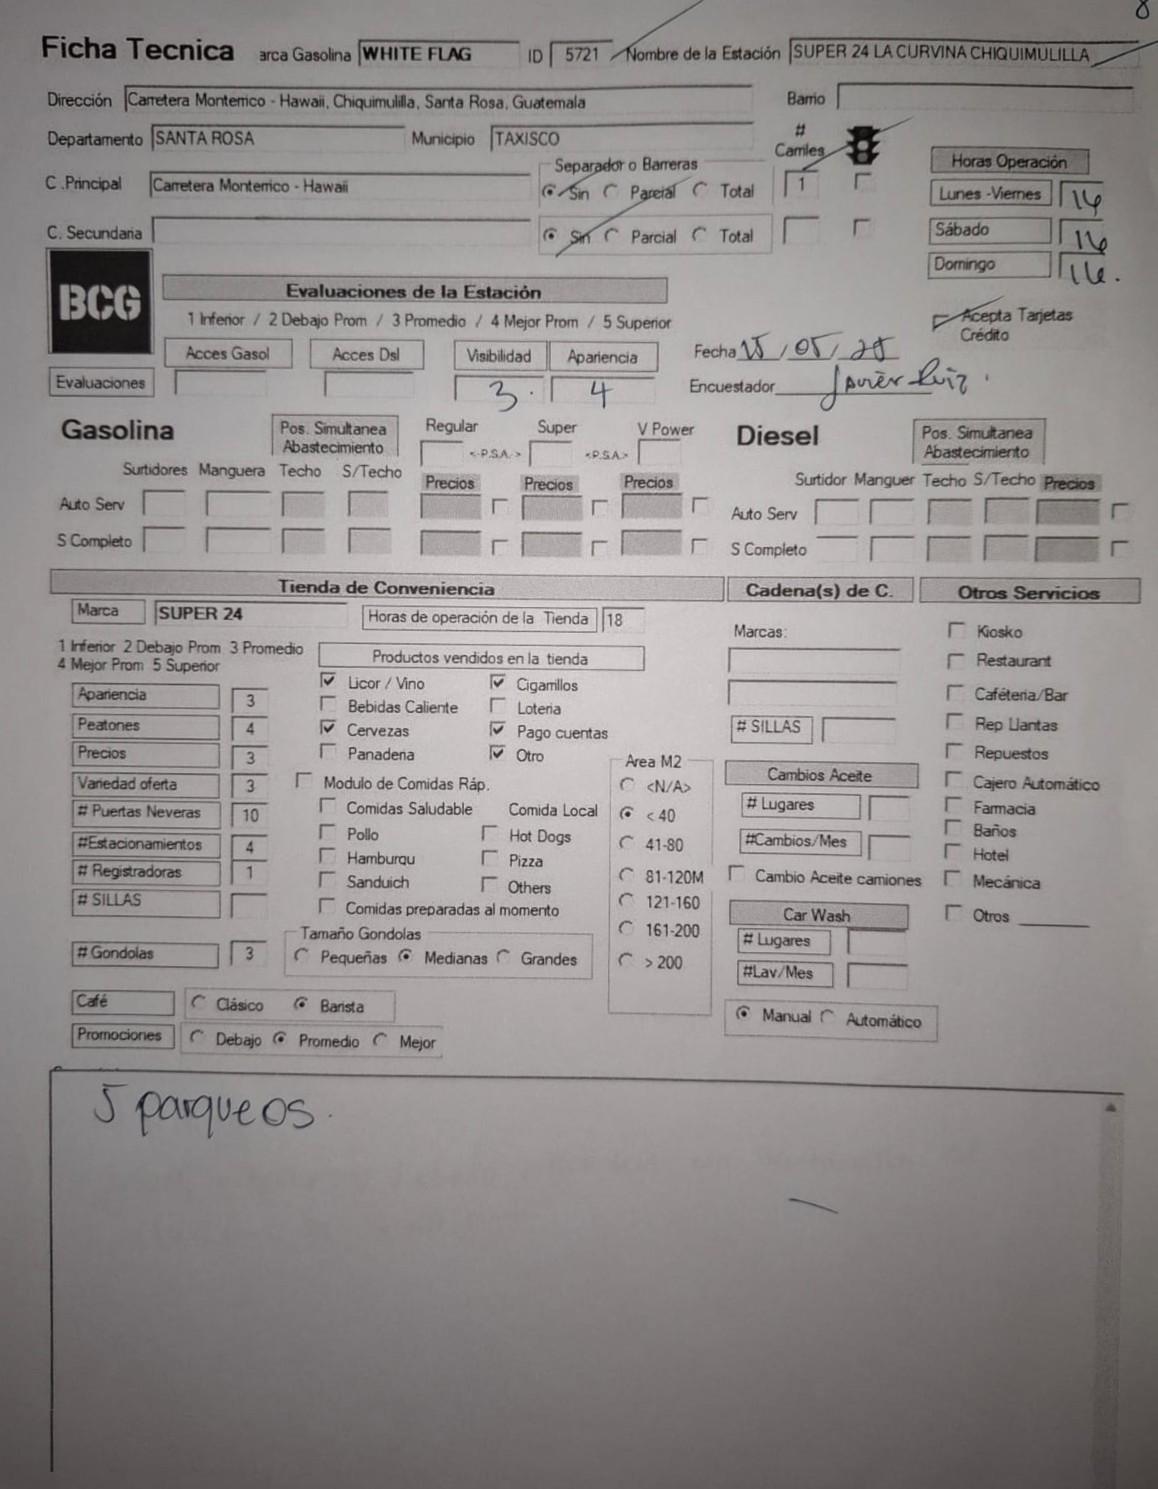 8
Ficha Tecnica arca Gasolina WHITE FLAG ID 5721 Nombre de la Estación SUPER 24 LA CURVINA CHIQUIMULILLA
Dirección Carretera Monterrico - Hawaii, Chiquimulilla, Santa Rosa, Guatemala Barrio
Departamento SANTA ROSA Municipio TAXISCO # Carriles
Separador o Barreras Horas Operación
C .Principal Carretera Monterrico - Hawaii Sin Parcial Total 1 Lunes -Viernes 16
C. Secundaria Sin Parcial Total Sábado 16
Domingo 16.
BCG
Evaluaciones de la Estación
1 Inferior / 2 Debajo Prom / 3 Promedio / 4 Mejor Prom / 5 Superior
Acepta Tarjetas Crédito
Acces Gasol Acces Dsl Visibilidad Apariencia Fecha 15/05/25
Evaluaciones 3. 4 Encuestador Javier Ruiz.
Gasolina Pos. Simultanea Abastecimiento Regular Super V Power Diesel Pos. Simultanea Abastecimiento
<-P.S.A.-> <P.S.A>
Surtidores Manguera Techo S/Techo Precios Precios Precios Surtidor Manguer Techo S/Techo Precios
Auto Serv Auto Serv
S Completo S Completo
Tienda de Conveniencia Cadena(s) de C. Otros Servicios
Marca SUPER 24 Horas de operación de la Tienda 18 Marcas: Kiosko
1 Inferior 2 Debajo Prom 3 Promedio
4 Mejor Prom 5 Superior
Productos vendidos en la tienda Restaurant
Apariencia 3 Licor / Vino Cigarrillos Caféteria/Bar
Bebidas Caliente Loteria
Peatones 4 Cervezas Pago cuentas # SILLAS Rep Llantas
Precios 3 Panaderia Otro Area M2 Repuestos
Variedad oferta 3 Modulo de Comidas Ráp. <N/A> Cambios Aceite Cajero Automático
# Puertas Neveras 10 Comidas Saludable Comida Local < 40 # Lugares Farmacia
#Estacionamientos 4 Pollo Hot Dogs 41-80 #Cambios/Mes Baños
Hamburqu Pizza Hotel
# Registradoras 1 Sanduich Others 81-120M Cambio Aceite camiones Mecánica
# SILLAS Comidas preparadas al momento 121-160 Car Wash Otros
Tamaño Gondolas 161-200 # Lugares
# Gondolas 3 Pequeñas Medianas Grandes > 200 #Lav/Mes
Café Clásico Barista Manual Automático
Promociones Debajo Promedio Mejor
5 parqueos.